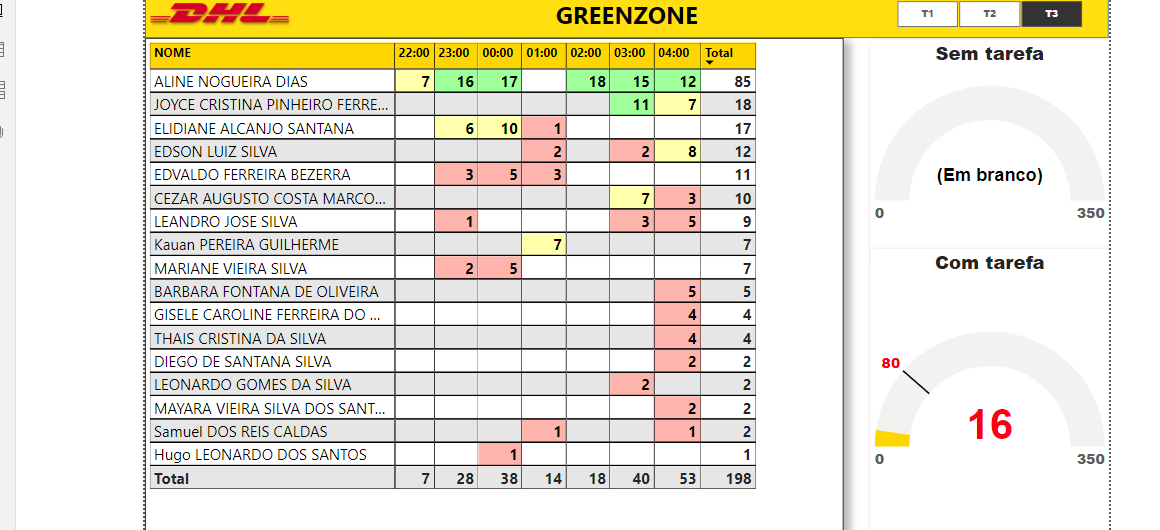 DHL GREENZONE T1 T2 T3
NOME 22:00 23:00 00:00 01:00 02:00 03:00 04:00 Total
ALINE NOGUEIRA DIAS 7 16 17 18 15 12 85
JOYCE CRISTINA PINHEIRO FERRE... 11 7 18
ELIDIANE ALCANJO SANTANA 6 10 1 17
EDSON LUIZ SILVA 2 2 8 12
EDVALDO FERREIRA BEZERRA 3 5 3 11
CEZAR AUGUSTO COSTA MARCO... 7 3 10
LEANDRO JOSE SILVA 1 3 5 9
Kauan PEREIRA GUILHERME 7 7
MARIANE VIEIRA SILVA 2 5 7
BARBARA FONTANA DE OLIVEIRA 5 5
GISELE CAROLINE FERREIRA DO ... 4 4
THAIS CRISTINA DA SILVA 4 4
DIEGO DE SANTANA SILVA 2 2
LEONARDO GOMES DA SILVA 2 2
MAYARA VIEIRA SILVA DOS SANT... 2 2
Samuel DOS REIS CALDAS 1 1 2
Hugo LEONARDO DOS SANTOS 1 1
Total 7 28 38 14 18 40 53 198
Sem tarefa
(Em branco)
0 350
Com tarefa
80
16
0 350